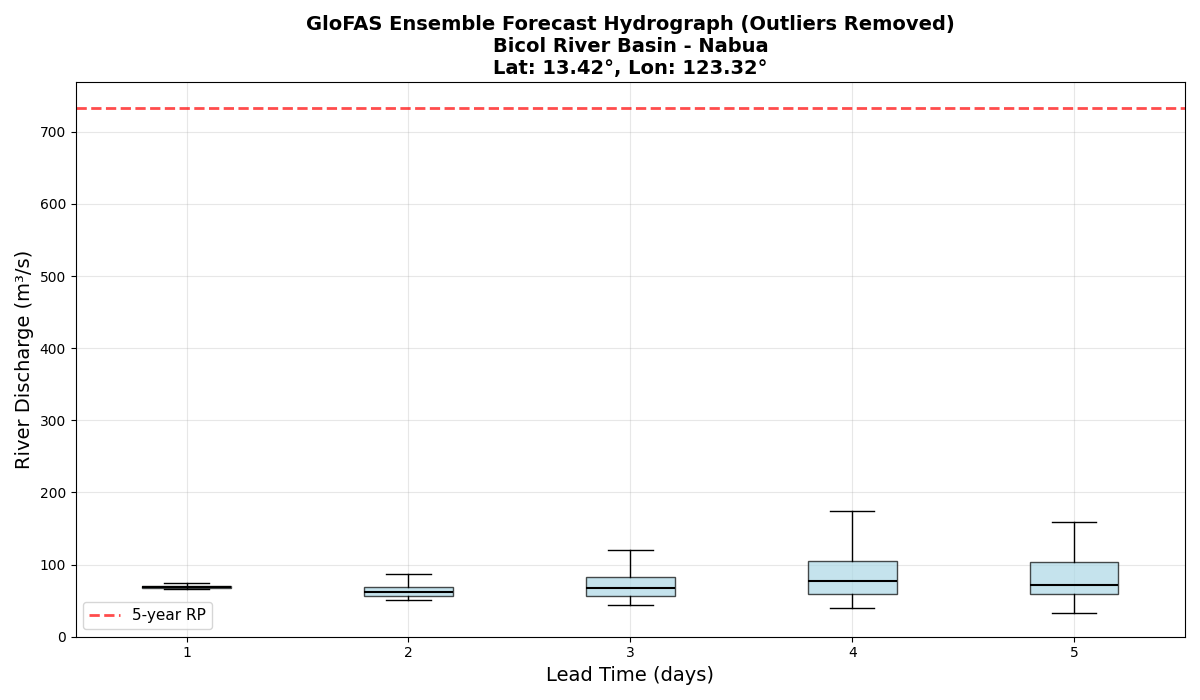 GloFAS Ensemble Forecast Hydrograph (Outliers Removed)
Bicol River Basin - Nabua
Lat: 13.42°, Lon: 123.32°
River Discharge (m³/s)
700
600
500
400
300
200
100
0
5-year RP
1 2 3 4 5
Lead Time (days)